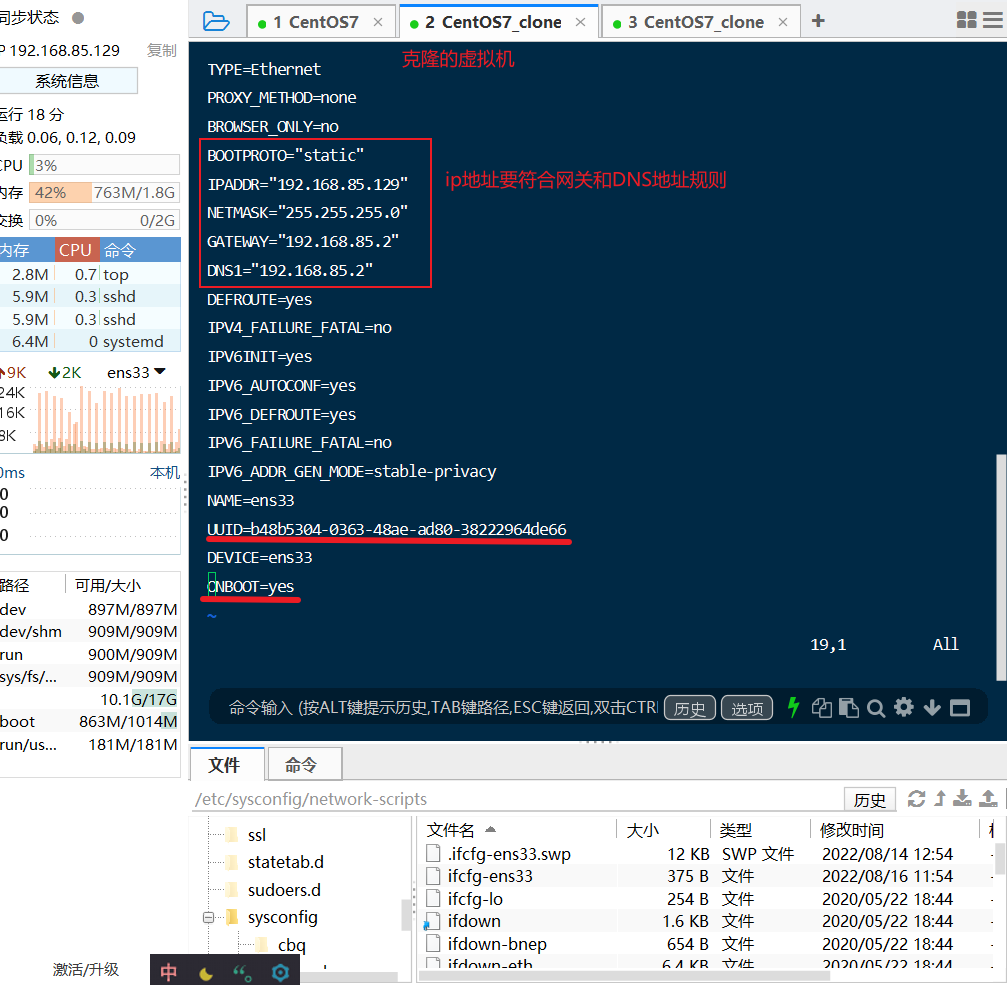 同步状态
P 192.168.85.129 复制
系统信息
运行 18 分
负载 0.06, 0.12, 0.09
CPU 3%
内存 42% 763M/1.8G
交换 0% 0/2G
内存 CPU 命令
2.8M 0.7 top
5.9M 0.3 sshd
5.9M 0.3 sshd
6.4M 0 systemd
9K 2K ens33
24K
16K
8K
0ms 本机
0
0
0
路径 可用/大小
dev 897M/897M
dev/shm 909M/909M
run 900M/909M
sys/fs/... 909M/909M
10.1G/17G
boot 863M/1014M
run/us... 181M/181M
激活/升级
1 CentOS7
2 CentOS7_clone
3 CentOS7_clone
克隆的虚拟机
TYPE=Ethernet
PROXY_METHOD=none
BROWSER_ONLY=no
BOOTPROTO="static"
IPADDR="192.168.85.129"
ip地址要符合网关和DNS地址规则
NETMASK="255.255.255.0"
GATEWAY="192.168.85.2"
DNS1="192.168.85.2"
DEFROUTE=yes
IPV4_FAILURE_FATAL=no
IPV6INIT=yes
IPV6_AUTOCONF=yes
IPV6_DEFROUTE=yes
IPV6_FAILURE_FATAL=no
IPV6_ADDR_GEN_MODE=stable-privacy
NAME=ens33
UUID=b48b5304-0363-48ae-ad80-38222964de66
DEVICE=ens33
ONBOOT=yes
~
19,1 All
命令输入 (按ALT键提示历史,TAB键路径,ESC键返回,双击CTRL 历史 选项
文件 命令
/etc/sysconfig/network-scripts 历史
ssl
statetab.d
sudoers.d
sysconfig
cbq
文件名 大小 类型 修改时间
.ifcfg-ens33.swp 12 KB SWP 文件 2022/08/14 12:54
ifcfg-ens33 375 B 文件 2022/08/16 11:54
ifcfg-lo 254 B 文件 2020/05/22 18:44
ifdown 1.6 KB 文件 2020/05/22 18:44
ifdown-bnep 654 B 文件 2020/05/22 18:44
ifdown-eth 6.4 KB 文件 2020/05/22 18:44
中